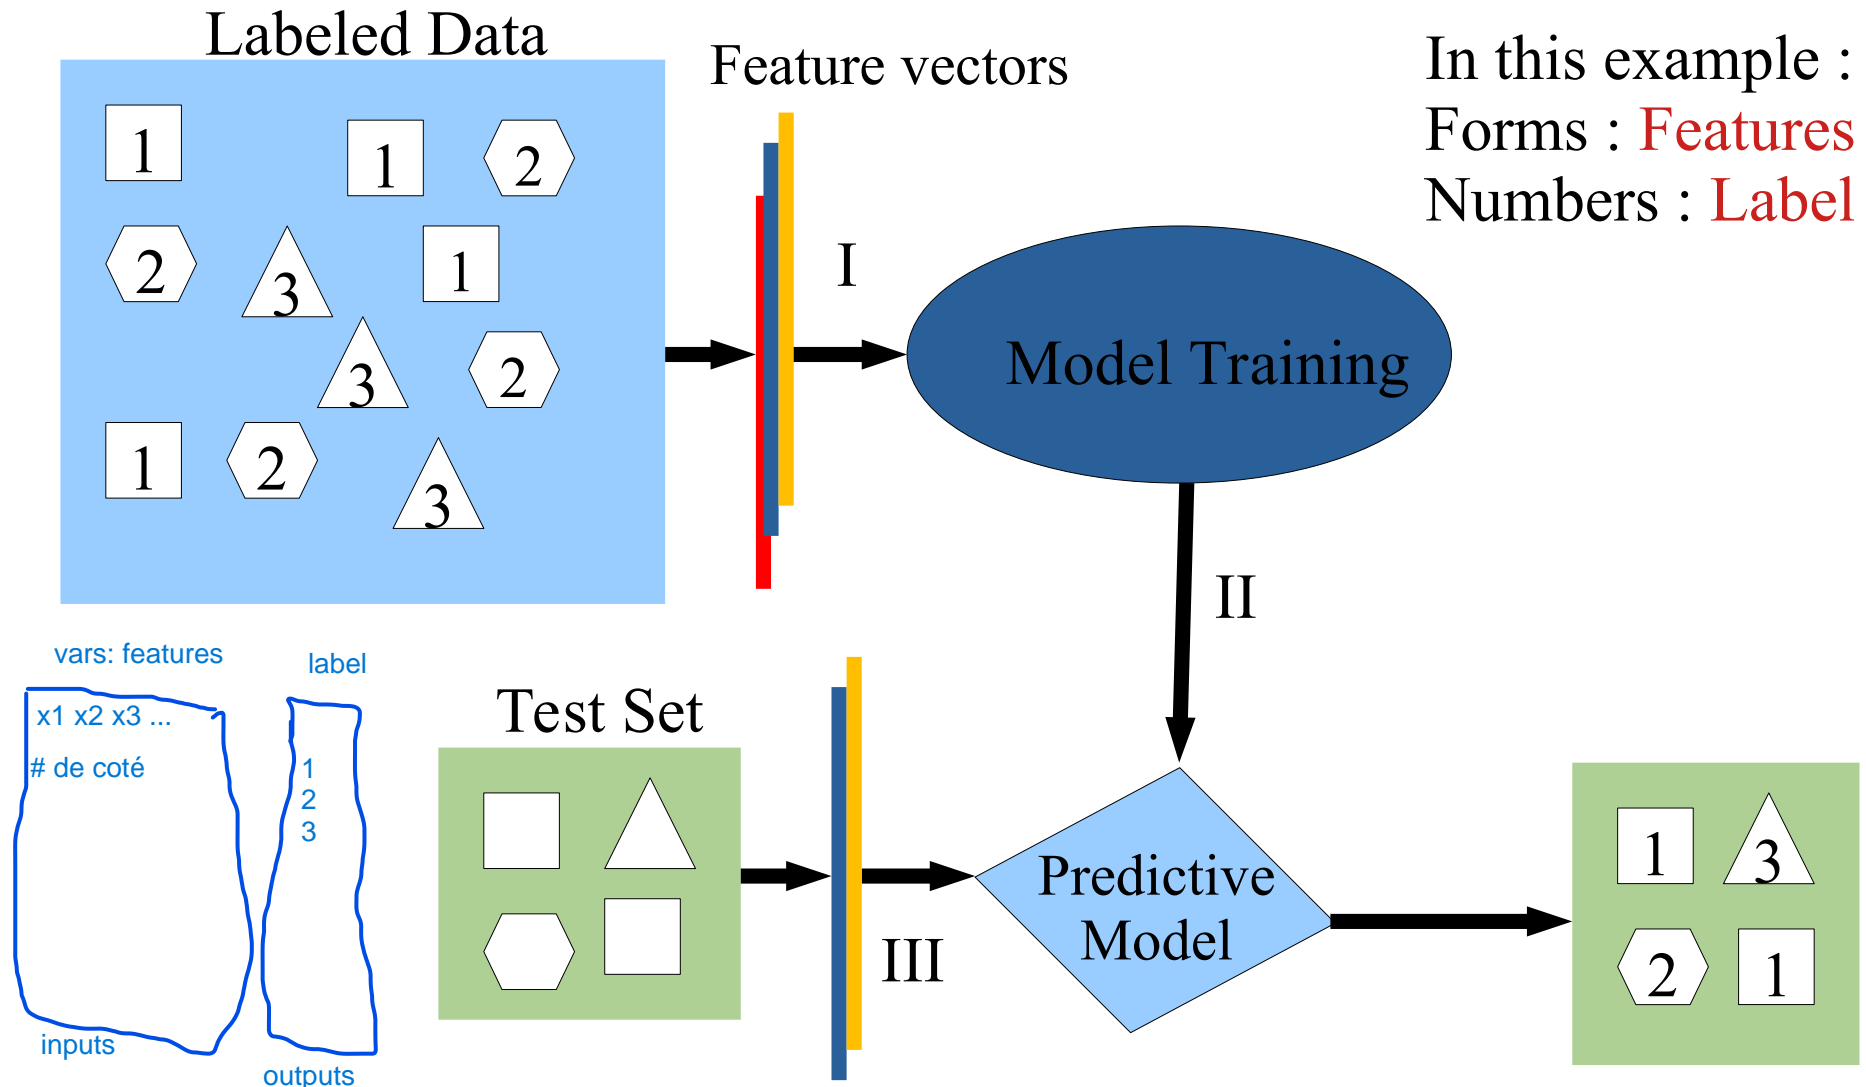 Labeled Data
Feature vectors
In this example :
Forms : Features
Numbers : Label
1
1
2
2
3
1
3
2
1
2
3
I
Model Training
II
vars: features
label
x1 x2 x3 ...
# de coté
1
2
3
inputs
outputs
Test Set
III
Predictive
Model
1
3
2
1